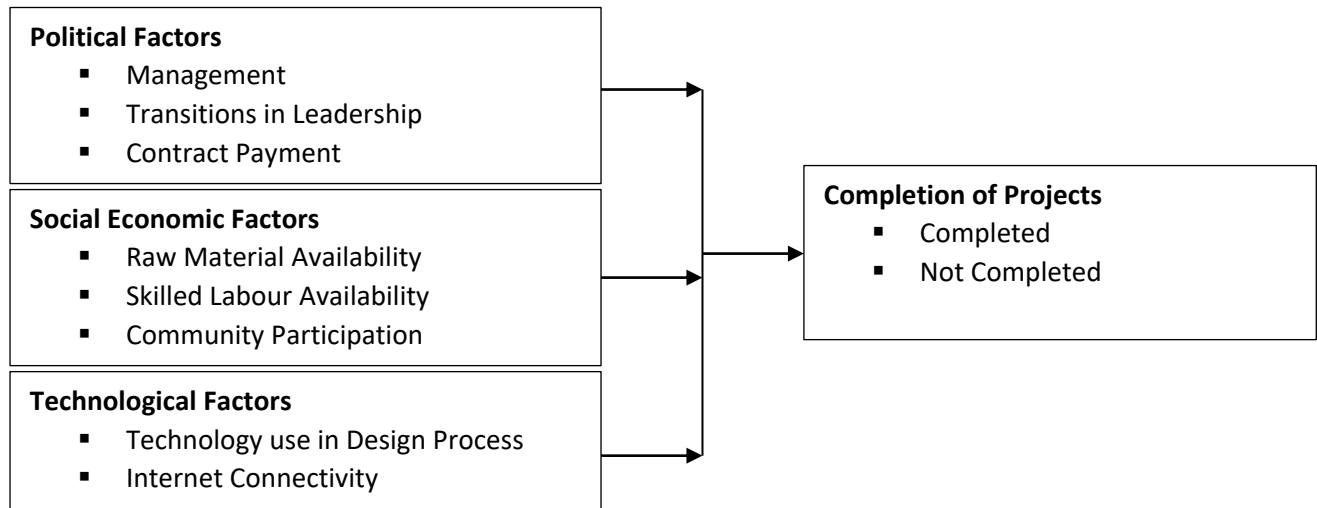 Political Factors
▪ Management
▪ Transitions in Leadership
▪ Contract Payment
Social Economic Factors
▪ Raw Material Availability
▪ Skilled Labour Availability
▪ Community Participation
Technological Factors
▪ Technology use in Design Process
▪ Internet Connectivity
Completion of Projects
▪ Completed
▪ Not Completed